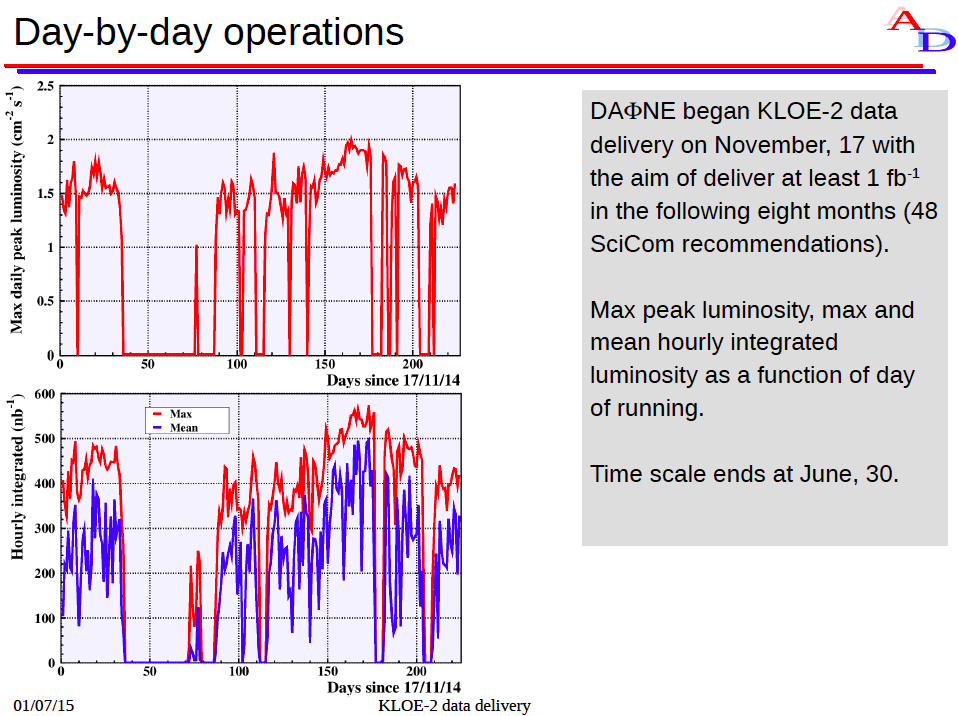 Day-by-day operations
A
D
2.5
2
1.5
1
0.5
0
Max daily peak luminosity (cm⁻² s⁻¹)
0 50 100 150 200
Days since 17/11/14
600
500
400
300
200
100
0
Hourly integrated (nb⁻¹)
Max
Mean
0 50 100 150 200
Days since 17/11/14
DAΦNE began KLOE-2 data
delivery on November, 17 with
the aim of deliver at least 1 fb⁻¹
in the following eight months (48
SciCom recommendations).
Max peak luminosity, max and
mean hourly integrated
luminosity as a function of day
of running.
Time scale ends at June, 30.
01/07/15
KLOE-2 data delivery